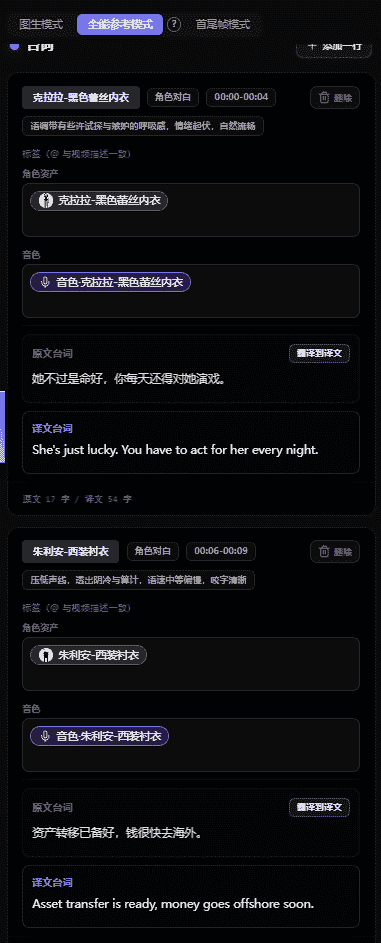 图生模式 全能参考模式 ? 首尾帧模式
台词 + 添加一行
克拉拉-黑色蕾丝内衣 角色对白 00:00-00:04 删除
语调带有些许试探与嫉妒的呼吸感，情绪起伏，自然流畅
标签（@ 与视频描述一致）
角色资产
克拉拉-黑色蕾丝内衣
音色
音色-克拉拉-黑色蕾丝内衣
原文台词 翻译到译文
她不过是命好，你每天还得对她演戏。
译文台词
She's just lucky. You have to act for her every night.
原文 17 字 / 译文 54 字
朱利安-西装衬衣 角色对白 00:06-00:09 删除
压低声线，透出阴冷与算计，语速中等偏慢，咬字清晰
标签（@ 与视频描述一致）
角色资产
朱利安-西装衬衣
音色
音色-朱利安-西装衬衣
原文台词 翻译到译文
资产转移已备好，钱很快去海外。
译文台词
Asset transfer is ready, money goes offshore soon.